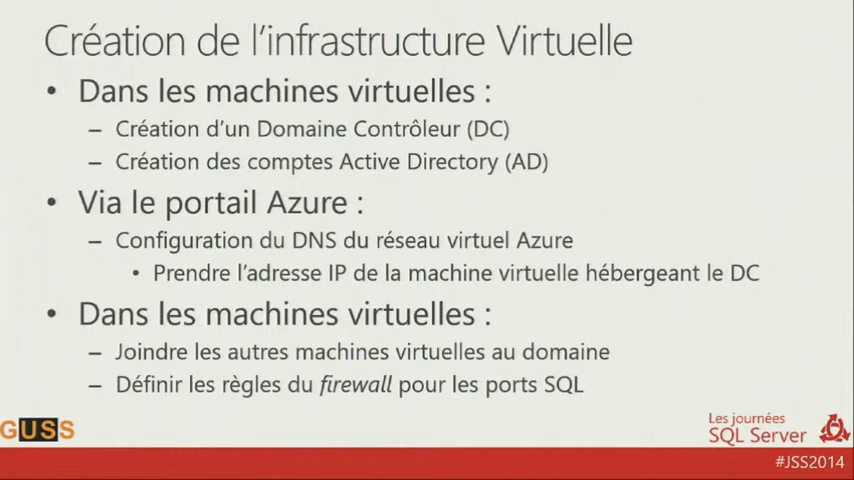 Création de l'infrastructure Virtuelle
• Dans les machines virtuelles :
– Création d'un Domaine Contrôleur (DC)
– Création des comptes Active Directory (AD)
• Via le portail Azure :
– Configuration du DNS du réseau virtuel Azure
• Prendre l'adresse IP de la machine virtuelle hébergeant le DC
• Dans les machines virtuelles :
– Joindre les autres machines virtuelles au domaine
– Définir les règles du firewall pour les ports SQL
GUSS
Les journées
SQL Server
#JSS2014